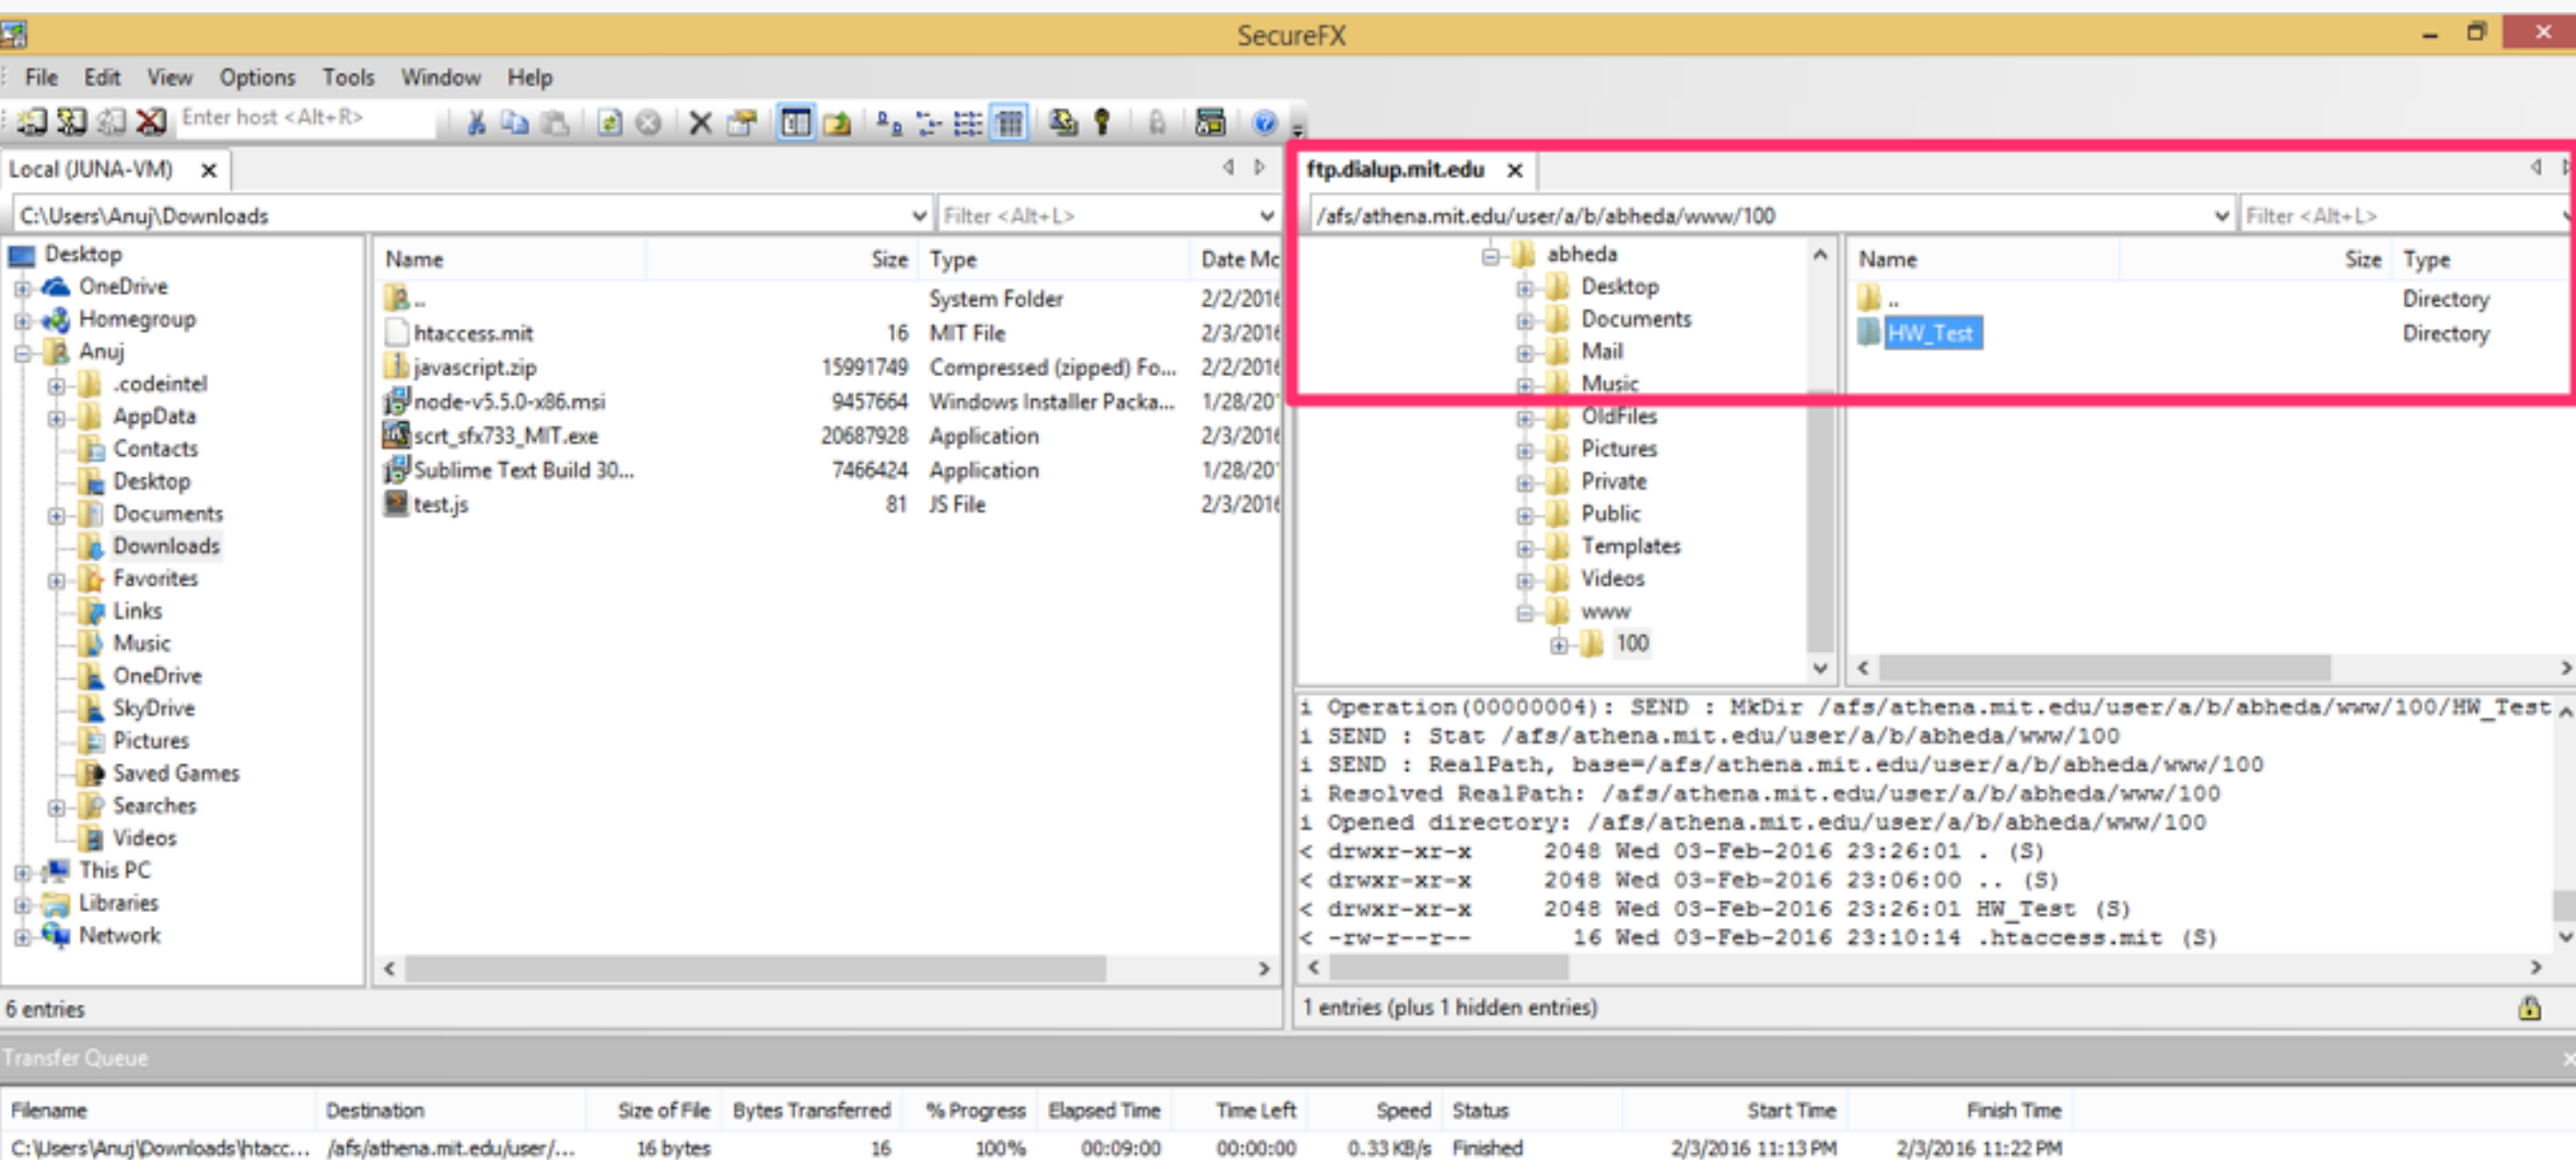 SecureFX
File Edit View Options Tools Window Help
Enter host <Alt+R>
Local (JUNA-VM)
C:\Users\Anuj\Downloads Filter <Alt+L>
Desktop
OneDrive
Homegroup
Anuj
.codeintel
AppData
Contacts
Desktop
Documents
Downloads
Favorites
Links
Music
OneDrive
SkyDrive
Pictures
Saved Games
Searches
Videos
This PC
Libraries
Network
Name Size Type Date Mo
.. System Folder 2/2/2016
htaccess.mit 16 MIT File 2/3/2016
javascript.zip 15991749 Compressed (zipped) Fo... 2/2/2016
node-v5.5.0-x86.msi 9457664 Windows Installer Packa... 1/28/20
scrt_sfx733_MIT.exe 20687928 Application 2/3/2016
Sublime Text Build 30... 7466424 Application 1/28/20
test.js 81 JS File 2/3/2016
6 entries
ftp.dialup.mit.edu
/afs/athena.mit.edu/user/a/b/abheda/www/100 Filter <Alt+L>
abheda
Desktop
Documents
Mail
Music
OldFiles
Pictures
Private
Public
Templates
Videos
www
100
Name Size Type
.. Directory
HW_Test Directory
i Operation(00000004): SEND : MkDir /afs/athena.mit.edu/user/a/b/abheda/www/100/HW_Test
i SEND : Stat /afs/athena.mit.edu/user/a/b/abheda/www/100
i SEND : RealPath, base=/afs/athena.mit.edu/user/a/b/abheda/www/100
i Resolved RealPath: /afs/athena.mit.edu/user/a/b/abheda/www/100
i Opened directory: /afs/athena.mit.edu/user/a/b/abheda/www/100
< drwxr-xr-x 2048 Wed 03-Feb-2016 23:26:01 . (S)
< drwxr-xr-x 2048 Wed 03-Feb-2016 23:06:00 .. (S)
< drwxr-xr-x 2048 Wed 03-Feb-2016 23:26:01 HW_Test (S)
< -rw-r--r-- 16 Wed 03-Feb-2016 23:10:14 .htaccess.mit (S)
1 entries (plus 1 hidden entries)
Transfer Queue
Filename Destination Size of File Bytes Transferred % Progress Elapsed Time Time Left Speed Status Start Time Finish Time
C:\Users\Anuj\Downloads\htacc... /afs/athena.mit.edu/user/... 16 bytes 16 100% 00:09:00 00:00:00 0.33 KB/s Finished 2/3/2016 11:13 PM 2/3/2016 11:22 PM